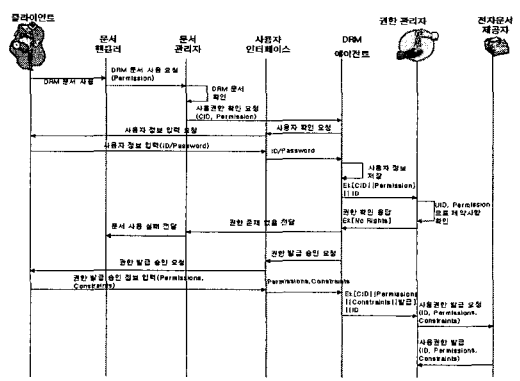 클라이언트
문서
핸들러
문서
관리자
사용자
인터페이스
DRM
에이전트
권한 관리자
전자문서
제공자
DRM 문서 사용
DRM 문서 사용 요청
(Permission)
DRM 문서
확인
사용권한 확인 요청
(CID, Permission)
사용자 정보 입력 요청
사용자 확인 요청
사용자 정보 입력(ID/Password)
ID/Password
사용자 정보
저장
Ek[CID||Permission]
||ID
UID, Permission
으로 제약사항
확인
문서 사용 실패 전달
권한 문제 없음 전달
권한 확인 응답
EK[No Rights]
권한 발급 승인 요청
권한 발급 승인 요청
권한 발급 승인 정보 입력(Permissions,
Constraints)
Permissions,Constraints
Ek[CID||Permissions
||Constraints||발급]
||ID
사용권한 발급 요청
(ID, Permissions,
Constraints)
사용권한 발급
(ID, Permissions,
Constraints)